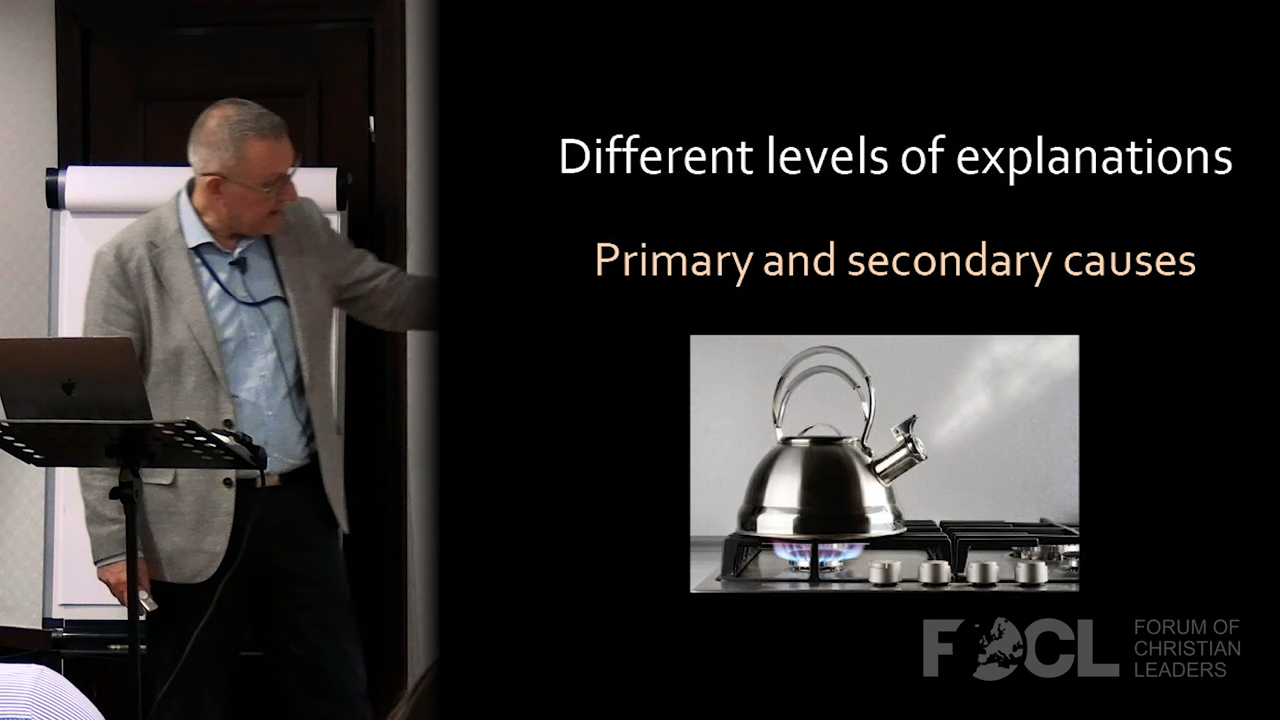 Different levels of explanations
Primary and secondary causes
FOCL
FORUM OF
CHRISTIAN
LEADERS